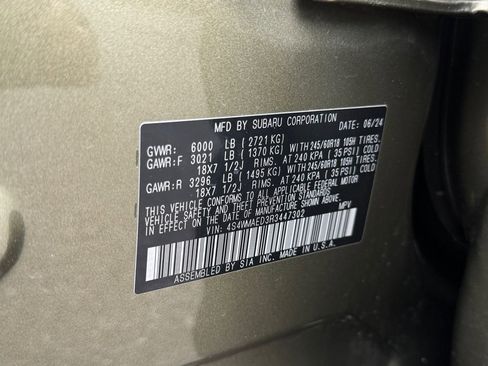 MFD BY SUBARU CORPORATION DATE: 06/24
GVWR: 6000 LB (2721 KG)
GAWR:F 3021 LB (1370 KG) WITH 245/60R18 105H TIRES,
18X7 1/2J RIMS, AT 240 KPA (35 PSI) COLD
GAWR:R 3296 LB (1495 KG) WITH 245/60R18 105H TIRES,
18X7 1/2J RIMS, AT 240 KPA (35 PSI) COLD
THIS VEHICLE CONFORMS TO ALL APPLICABLE FEDERAL MOTOR
VEHICLE SAFETY AND THEFT PREVENTION STANDARDS
IN EFFECT ON THE DATE OF MANUFACTURE SHOWN ABOVE.
VIN: 4S4WMAED3R3447302 MPV
ASSEMBLED BY SIA INC. MADE IN U.S.A.